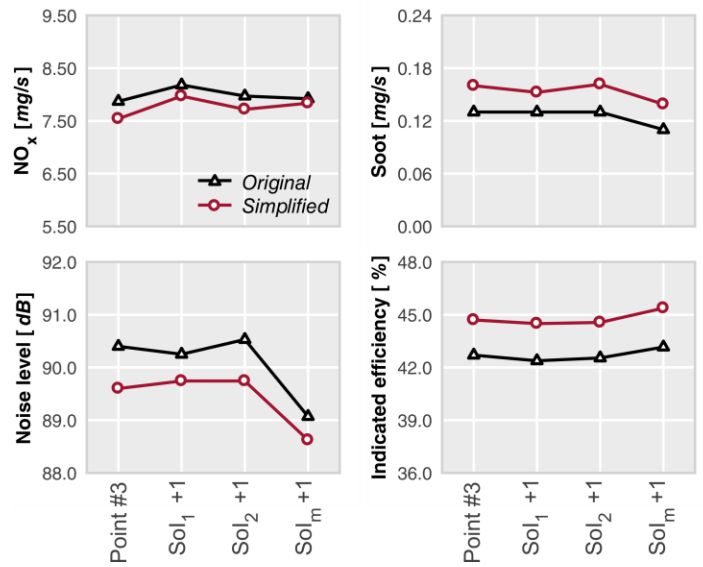 NOx [mg/s]
9.50
8.50
7.50
6.50
5.50
Original
Simplified
Soot [mg/s]
0.24
0.18
0.12
0.06
0.00
Noise level [ dB]
92.0
91.0
90.0
89.0
88.0
Point #3
Sol1 +1
Sol2 +1
Solm +1
Indicated efficiency [ %]
48.0
45.0
42.0
39.0
36.0
Point #3
Sol1 +1
Sol2 +1
Solm +1